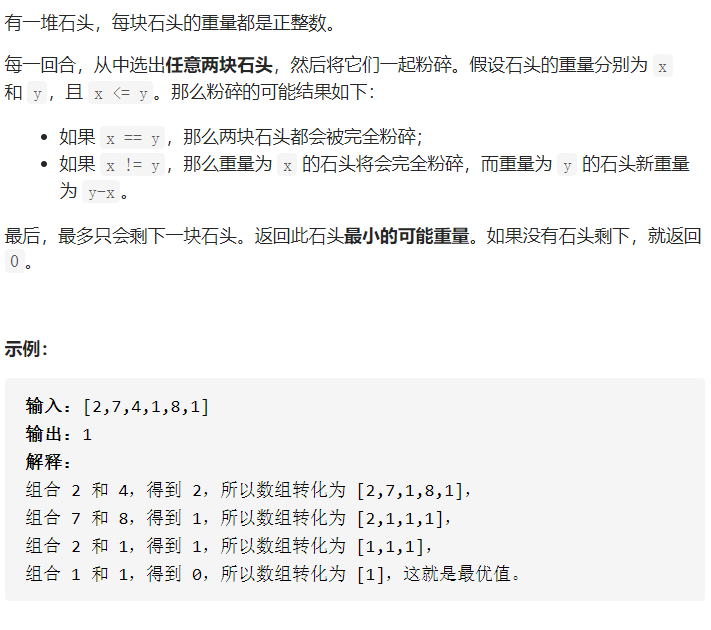 有一堆石头，每块石头的重量都是正整数。
每一回合，从中选出任意两块石头，然后将它们一起粉碎。假设石头的重量分别为 x
和 y，且 x <= y。那么粉碎的可能结果如下：
• 如果 x == y，那么两块石头都会被完全粉碎；
• 如果 x != y，那么重量为 x 的石头将会完全粉碎，而重量为 y 的石头新重量
为 y-x。
最后，最多只会剩下一块石头。返回此石头最小的可能重量。如果没有石头剩下，就返回
0。
示例：
输入：[2,7,4,1,8,1]
输出：1
解释：
组合 2 和 4，得到 2，所以数组转化为 [2,7,1,8,1]，
组合 7 和 8，得到 1，所以数组转化为 [2,1,1,1]，
组合 2 和 1，得到 1，所以数组转化为 [1,1,1]，
组合 1 和 1，得到 0，所以数组转化为 [1]，这就是最优值。